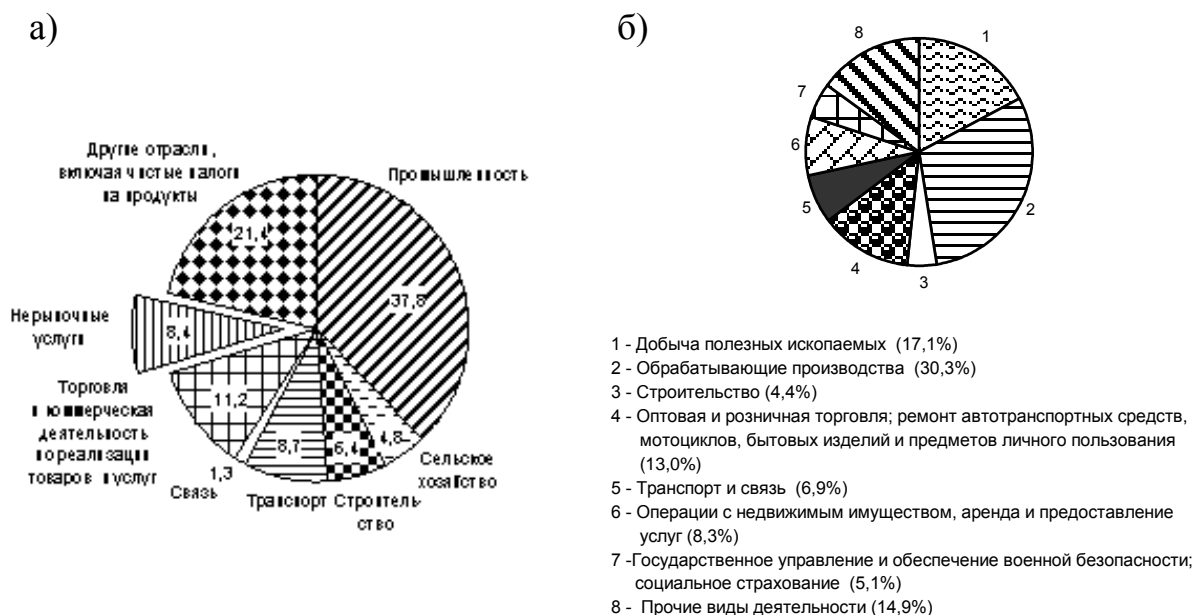 а)
Другие отрасли,
включая чистые налоги
на продукты
Промышленность
21,4
37,8
Нерыночные
услуги
8,4
Торговля
и коммерческая
деятельность
по реализации
товаров и услуг
11,2
1,3
Связь
8,7
Транспорт
6,4
Строитель-
ство
4,8
Сельское
хозяйство
б)
8
1
7
6
5
4
3
2
1 - Добыча полезных ископаемых (17,1%)
2 - Обрабатывающие производства (30,3%)
3 - Строительство (4,4%)
4 - Оптовая и розничная торговля; ремонт автотранспортных средств,
мотоциклов, бытовых изделий и предметов личного пользования
(13,0%)
5 - Транспорт и связь (6,9%)
6 - Операции с недвижимым имуществом, аренда и предоставление
услуг (8,3%)
7 -Государственное управление и обеспечение военной безопасности;
социальное страхование (5,1%)
8 - Прочие виды деятельности (14,9%)